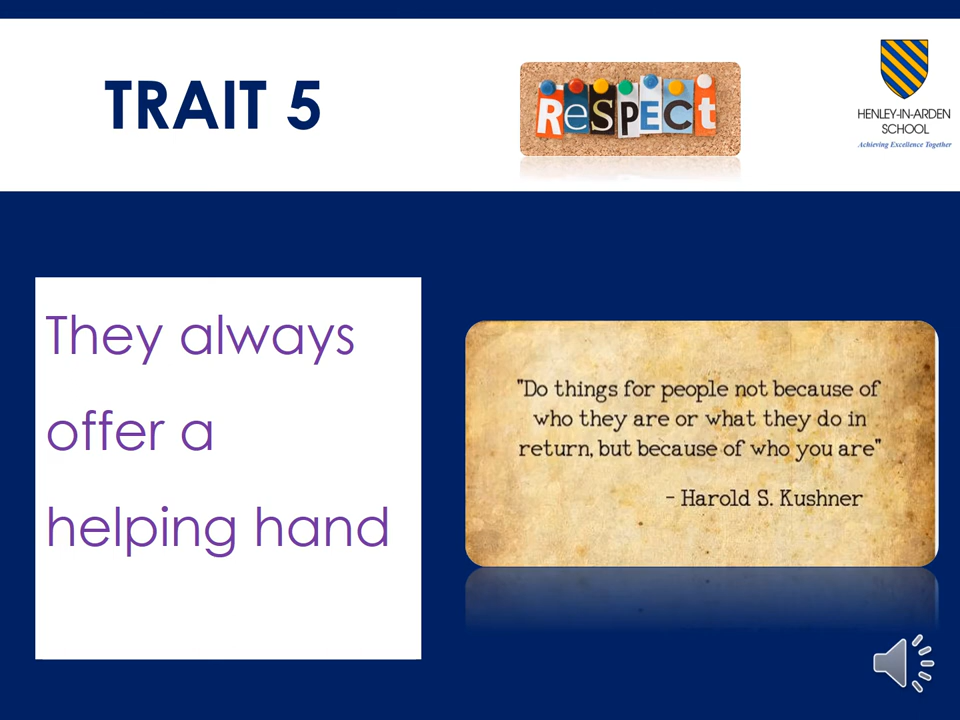 TRAIT 5
ReSPECt
HENLEY-IN-ARDEN
SCHOOL
Achieving Excellence Together
They always
offer a
helping hand
"Do things for people not because of
who they are or what they do in
return, but because of who you are"
- Harold S. Kushner